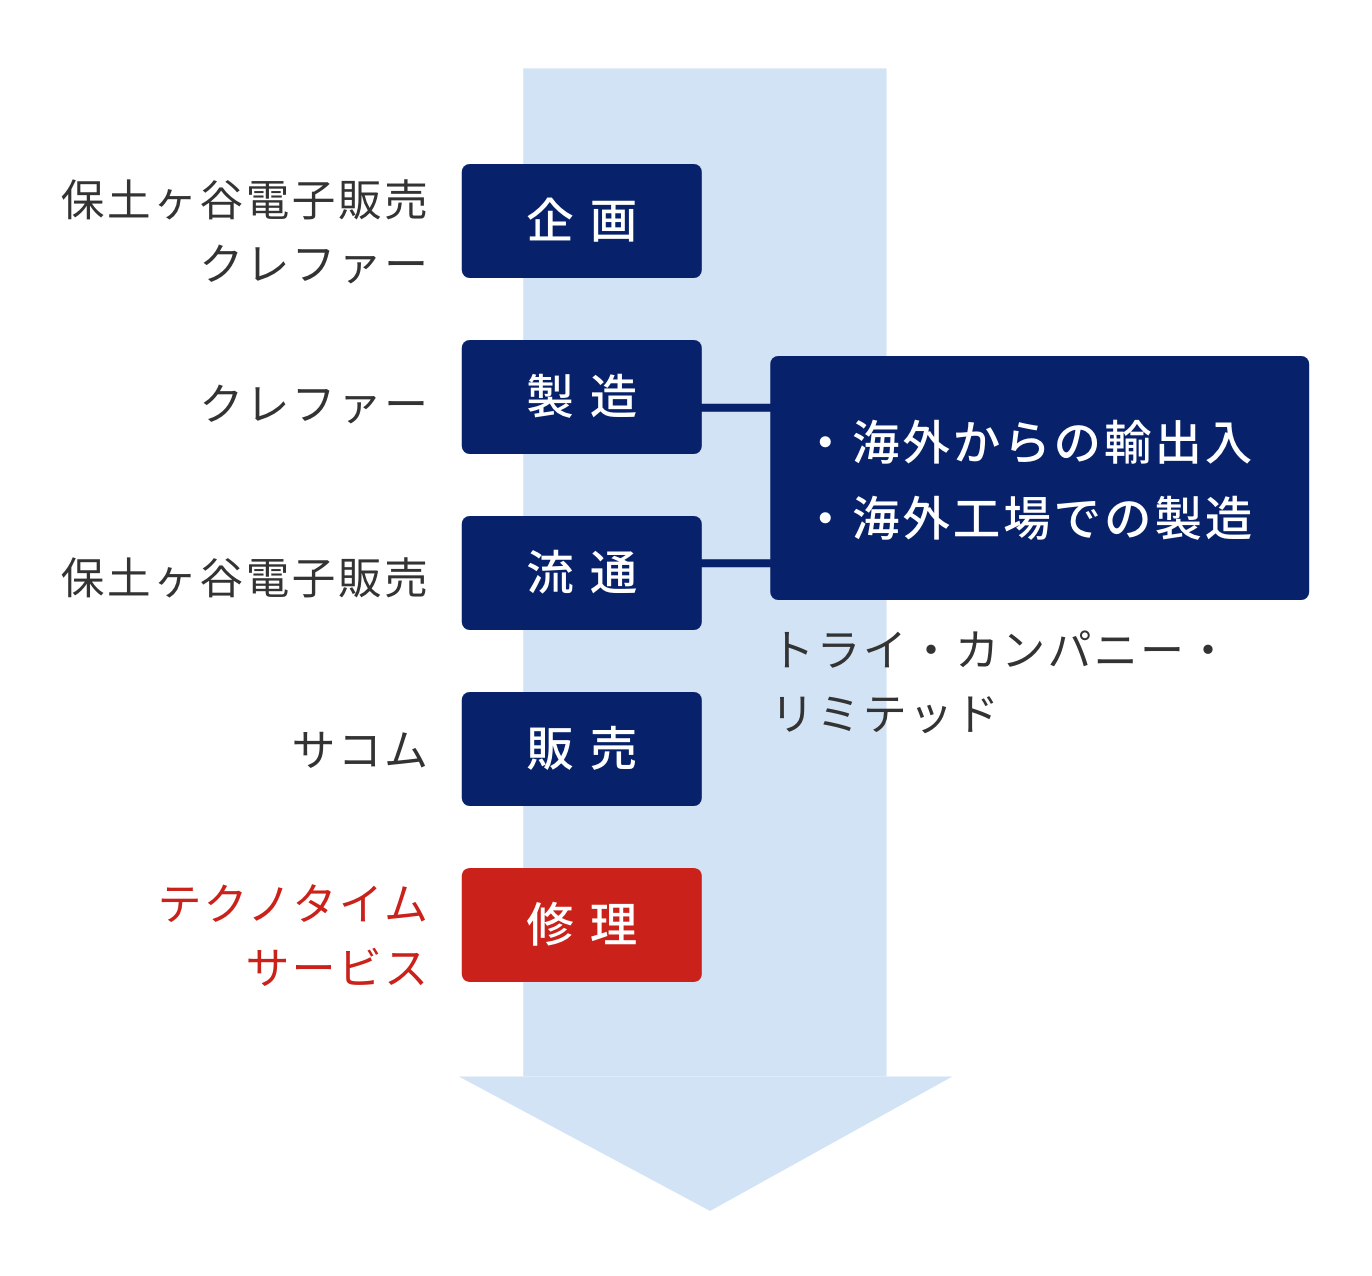 保土ヶ谷電子販売
クレファー
企画
クレファー
製造
・海外からの輸出入
・海外工場での製造
保土ヶ谷電子販売
流通
トライ・カンパニー・
リミテッド
サコム
販売
テクノタイム
サービス
修理